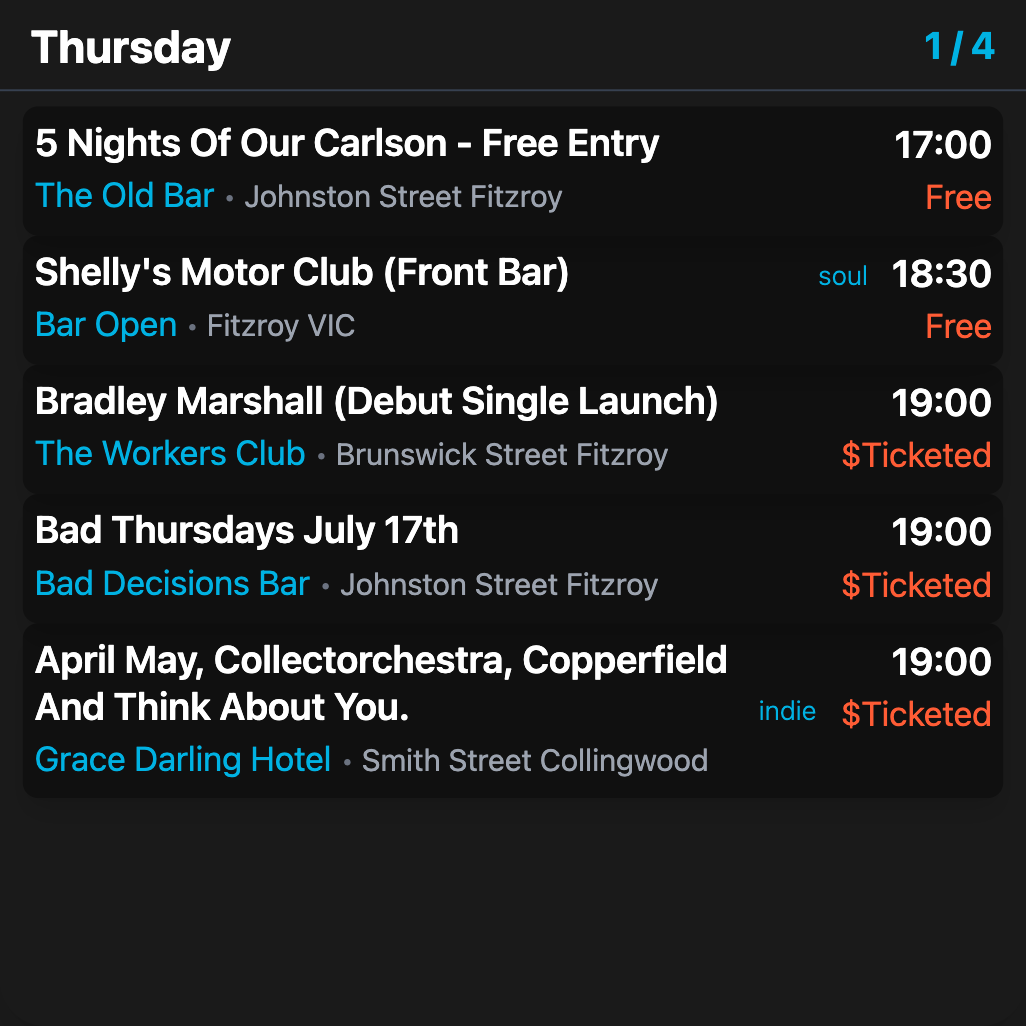 Thursday 1 / 4
5 Nights Of Our Carlson - Free Entry 17:00
The Old Bar • Johnston Street Fitzroy Free
Shelly's Motor Club (Front Bar) soul 18:30
Bar Open • Fitzroy VIC Free
Bradley Marshall (Debut Single Launch) 19:00
The Workers Club • Brunswick Street Fitzroy $Ticketed
Bad Thursdays July 17th 19:00
Bad Decisions Bar • Johnston Street Fitzroy $Ticketed
April May, Collectorchestra, Copperfield 19:00
And Think About You. indie $Ticketed
Grace Darling Hotel • Smith Street Collingwood